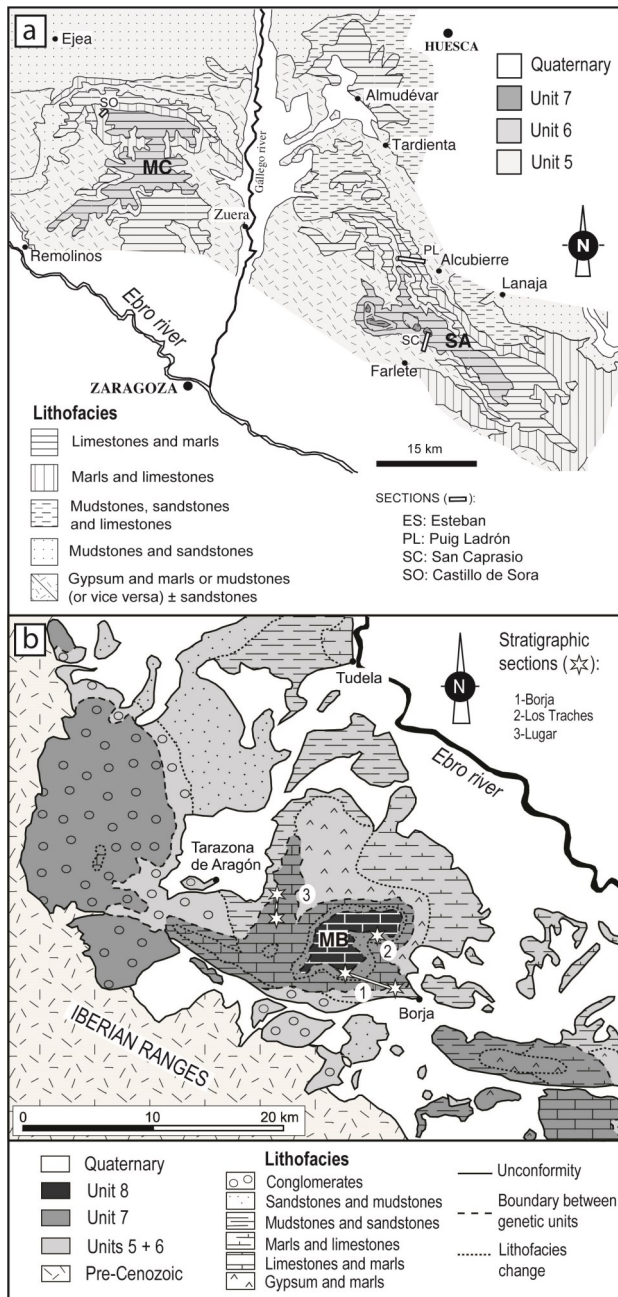 a
Ejea
HUESCA
Quaternary
Unit 7
Unit 6
Unit 5
SO
Almudévar
MC
Gállego river
Tardienta
Zuera
N
PL
Alcubierre
Remolinos
Lanaja
Ebro river
SC
SA
Farlete
ZARAGOZA
Lithofacies
Limestones and marls
15 km
Marls and limestones
SECTIONS ( ):
Mudstones, sandstones
and limestones
ES: Esteban
PL: Puig Ladrón
Mudstones and sandstones
SC: San Caprasio
SO: Castillo de Sora
Gypsum and marls or mudstones
(or vice versa) ± sandstones
b
Stratigraphic
sections ( ):
Tudela
N
1-Borja
2-Los Traches
3-Lugar
Ebro river
Tarazona
de Aragón
3
MB
2
1
Borja
IBERIAN RANGES
0 10 20 km
Quaternary
Unit 8
Unit 7
Units 5 + 6
Pre-Cenozoic
Lithofacies
Conglomerates
Sandstones and mudstones
Mudstones and sandstones
Marls and limestones
Limestones and marls
Gypsum and marls
Unconformity
Boundary between
genetic units
Lithofacies
change